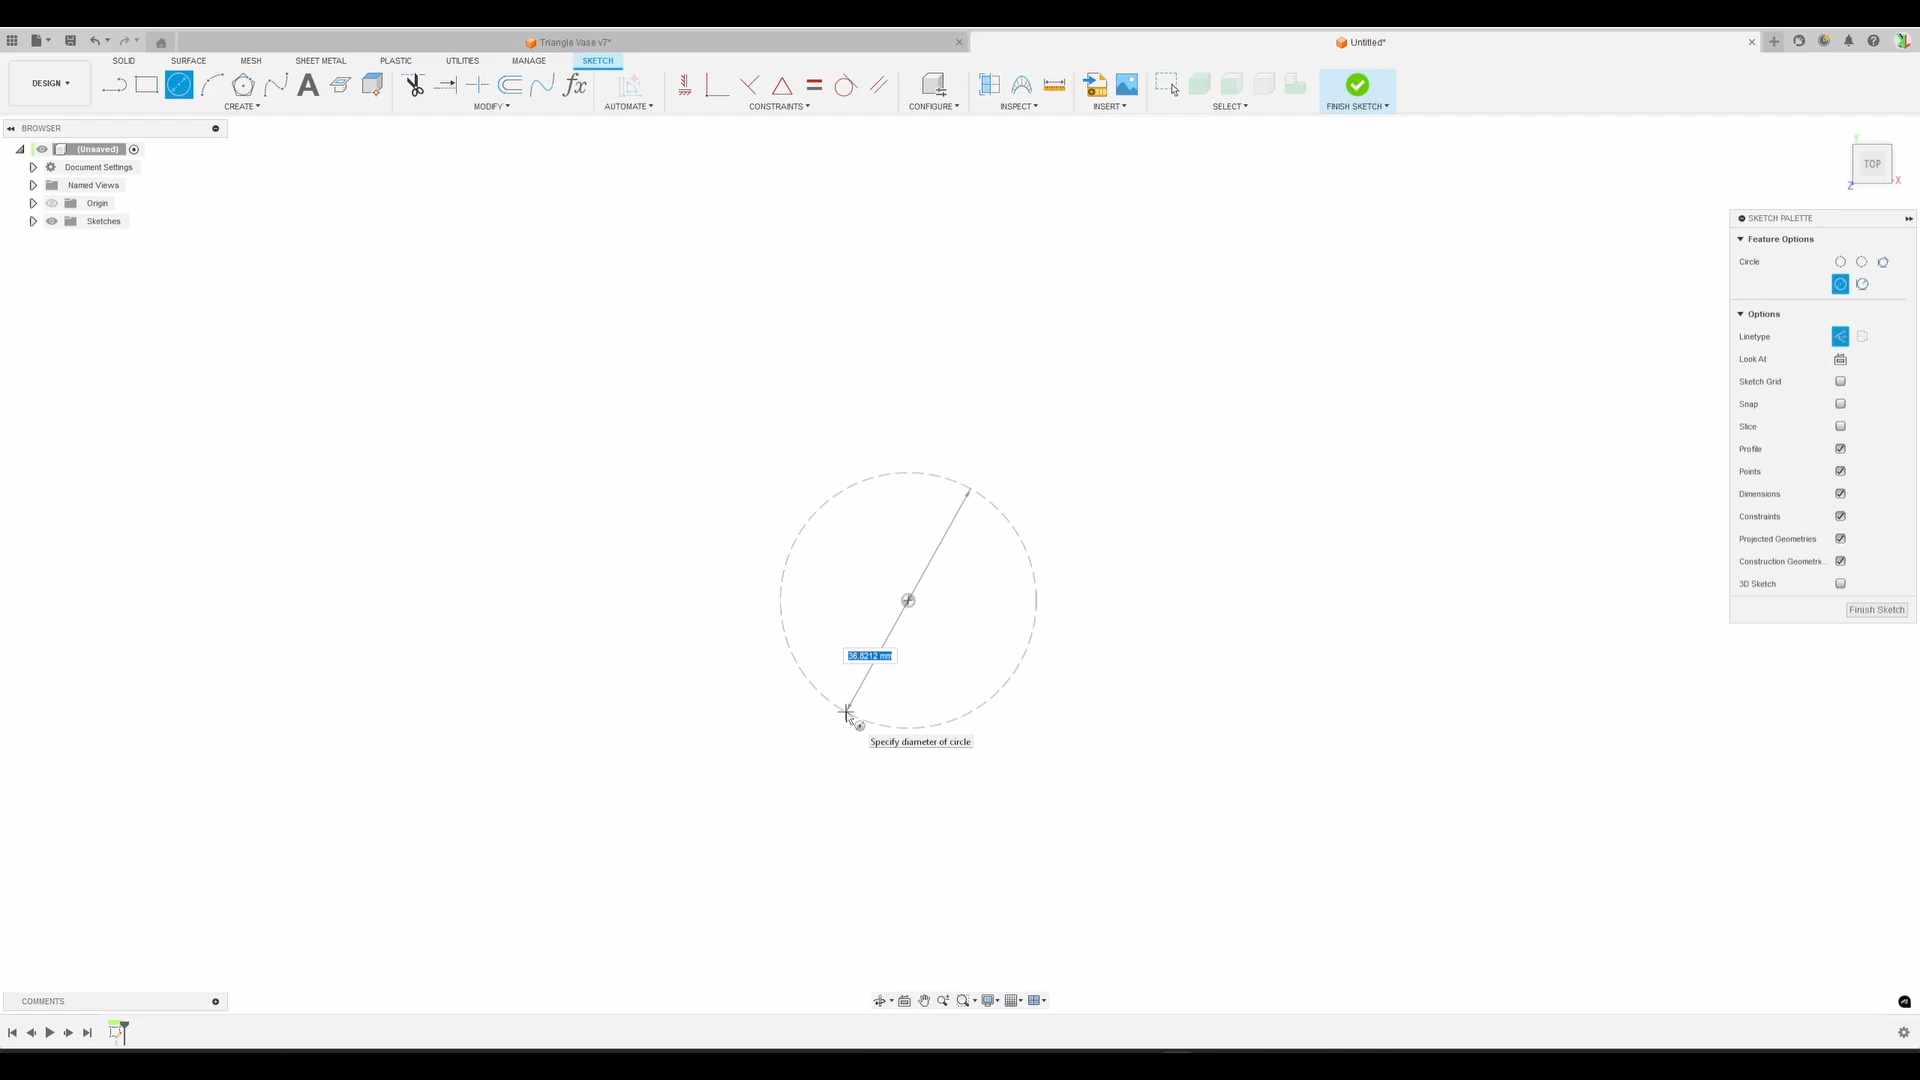 Triangle Vase v7*
Untitled*
SOLID
SURFACE
MESH
SHEET METAL
PLASTIC
UTILITIES
MANAGE
SKETCH
DESIGN
CREATE
MODIFY
AUTOMATE
CONSTRAINTS
CONFIGURE
INSPECT
INSERT
SELECT
FINISH SKETCH
BROWSER
(Unsaved)
Document Settings
Named Views
Origin
Sketches
TOP
X
Z
SKETCH PALETTE
Feature Options
Circle
Options
Linetype
Look At
Sketch Grid
Snap
Slice
Profile
Points
Dimensions
Constraints
Projected Geometries
Construction Geometri...
3D Sketch
Finish Sketch
36,8212 mm
Specify diameter of circle
COMMENTS